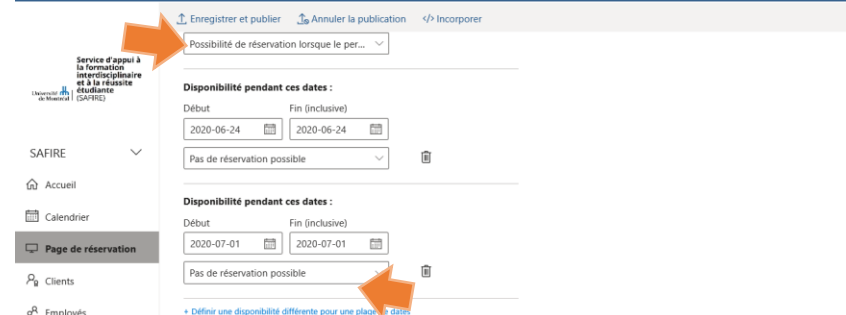 Enregistrer et publier Annuler la publication </> Incorporer
Possibilité de réservation lorsque le per...
Service d'appui à
la formation
interdisciplinaire
et à la réussite
étudiante
(SAFIRE)
Université
de Montréal
Disponibilité pendant ces dates :
Début Fin (inclusive)
2020-06-24 2020-06-24
SAFIRE
Pas de réservation possible
Accueil
Disponibilité pendant ces dates :
Calendrier
Début Fin (inclusive)
2020-07-01 2020-07-01
Page de réservation
Pas de réservation possible
Clients
+ Définir une disponibilité différente pour une plage de dates
Employés